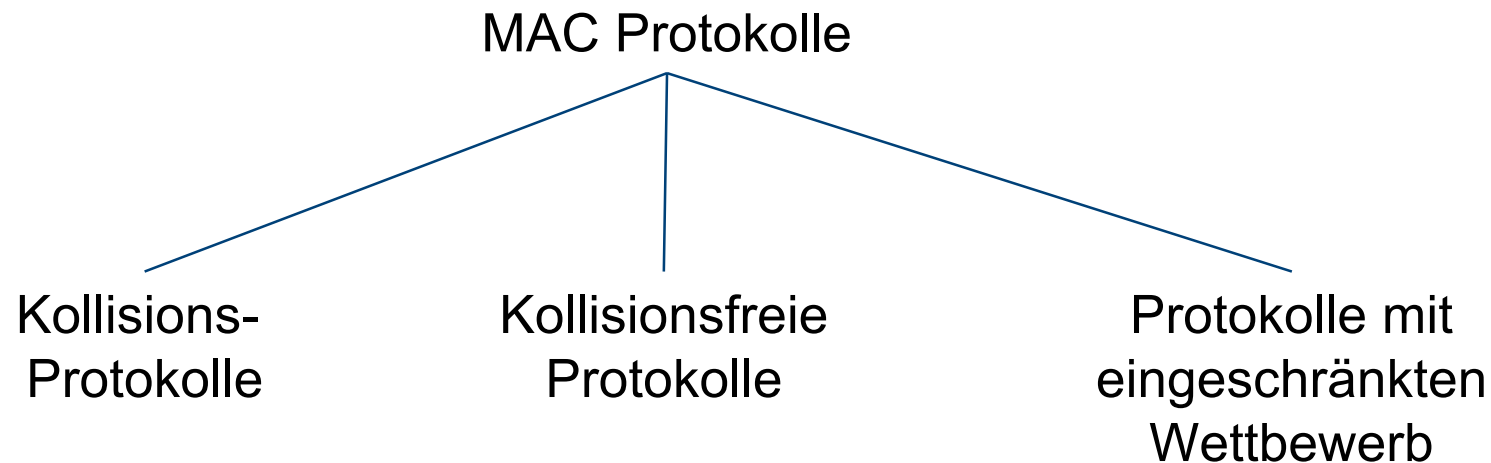 MAC Protokolle
Kollisions-
Protokolle
Kollisionsfreie
Protokolle
Protokolle mit
eingeschränkten
Wettbewerb